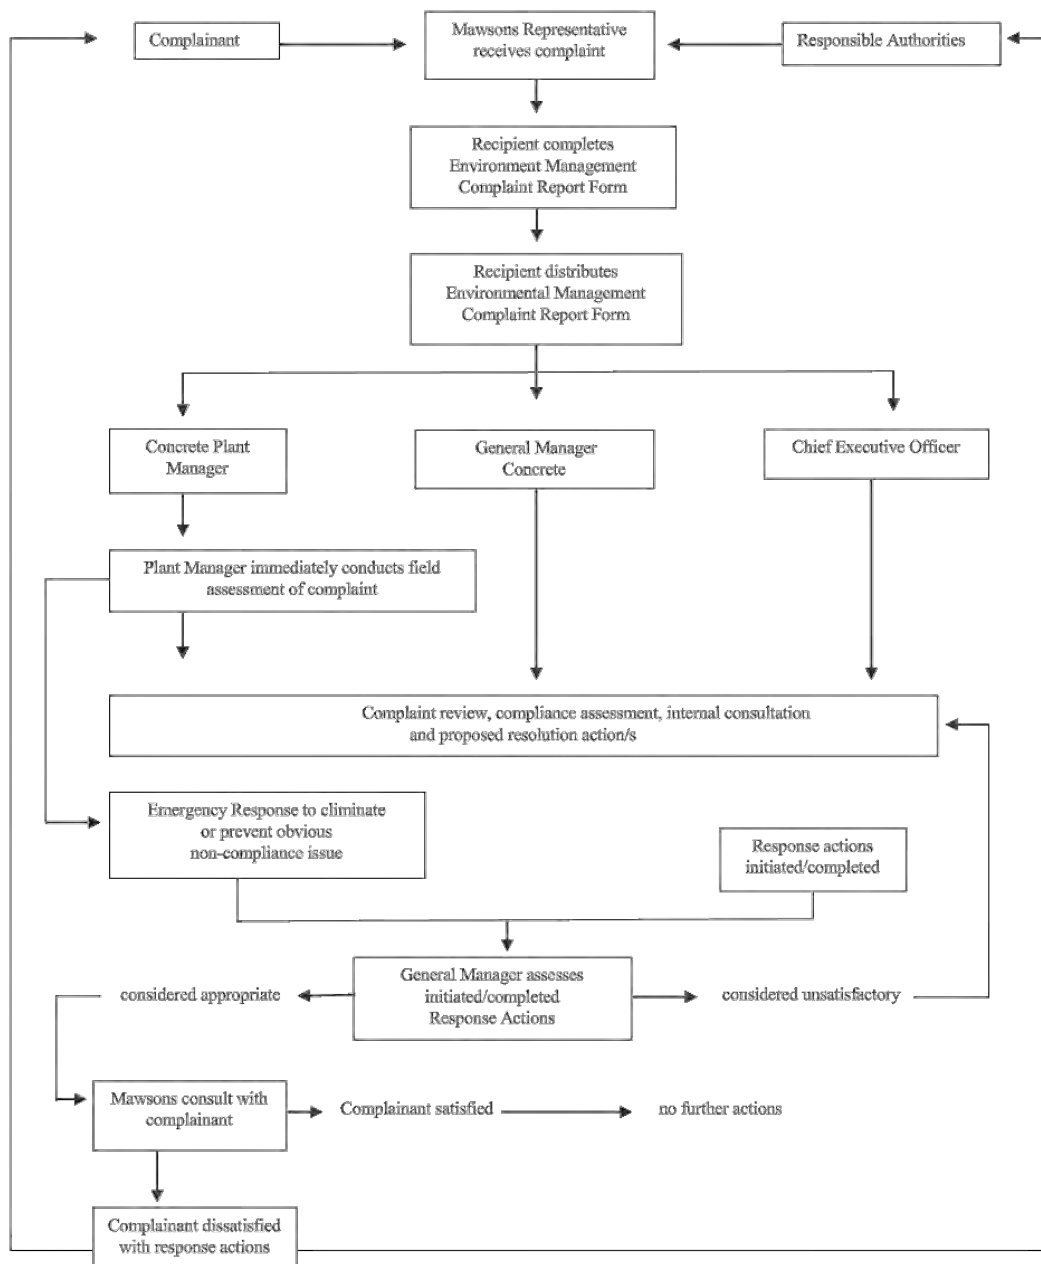 Complainant
Mawsons Representative
receives complaint
Responsible Authorities
Recipient completes
Environment Management
Complaint Report Form
Recipient distributes
Environmental Management
Complaint Report Form
Concrete Plant
Manager
General Manager
Concrete
Chief Executive Officer
Plant Manager immediately conducts field
assessment of complaint
Complaint review, compliance assessment, internal consultation
and proposed resolution action/s
Emergency Response to eliminate
or prevent obvious
non-compliance issue
Response actions
initiated/completed
General Manager assesses
initiated/completed
Response Actions
considered appropriate
considered unsatisfactory
Mawsons consult with
complainant
Complainant satisfied
no further actions
Complainant dissatisfied
with response actions